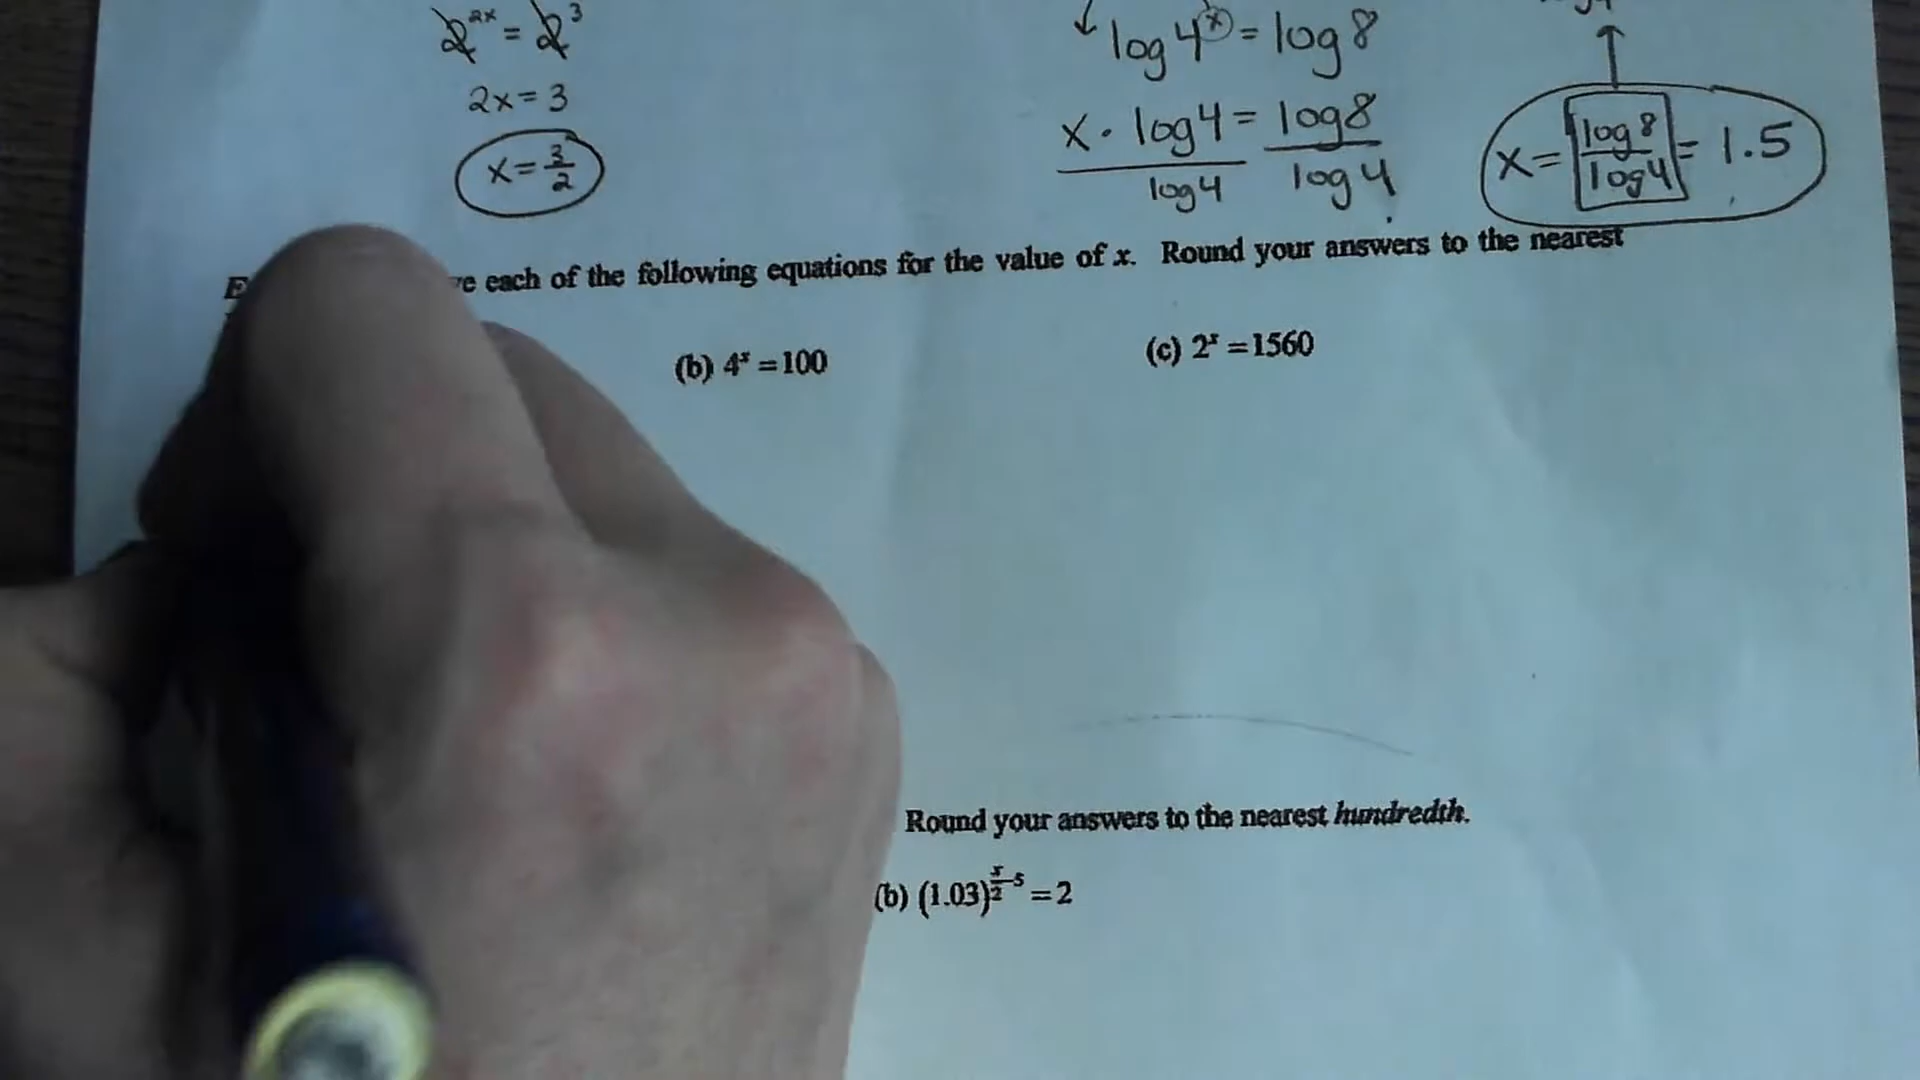 2^{2x} = 2^3
2x = 3
x = 3/2
log 4^x = log 8
x · log 4 = log 8
log 4 log 4
x = log 8 / log 4 = 1.5
each of the following equations for the value of x. Round your answers to the nearest
(b) 4^x = 100
(c) 2^x = 1560
Round your answers to the nearest hundredth.
(b) (1.03)^{x/2 - 5} = 2